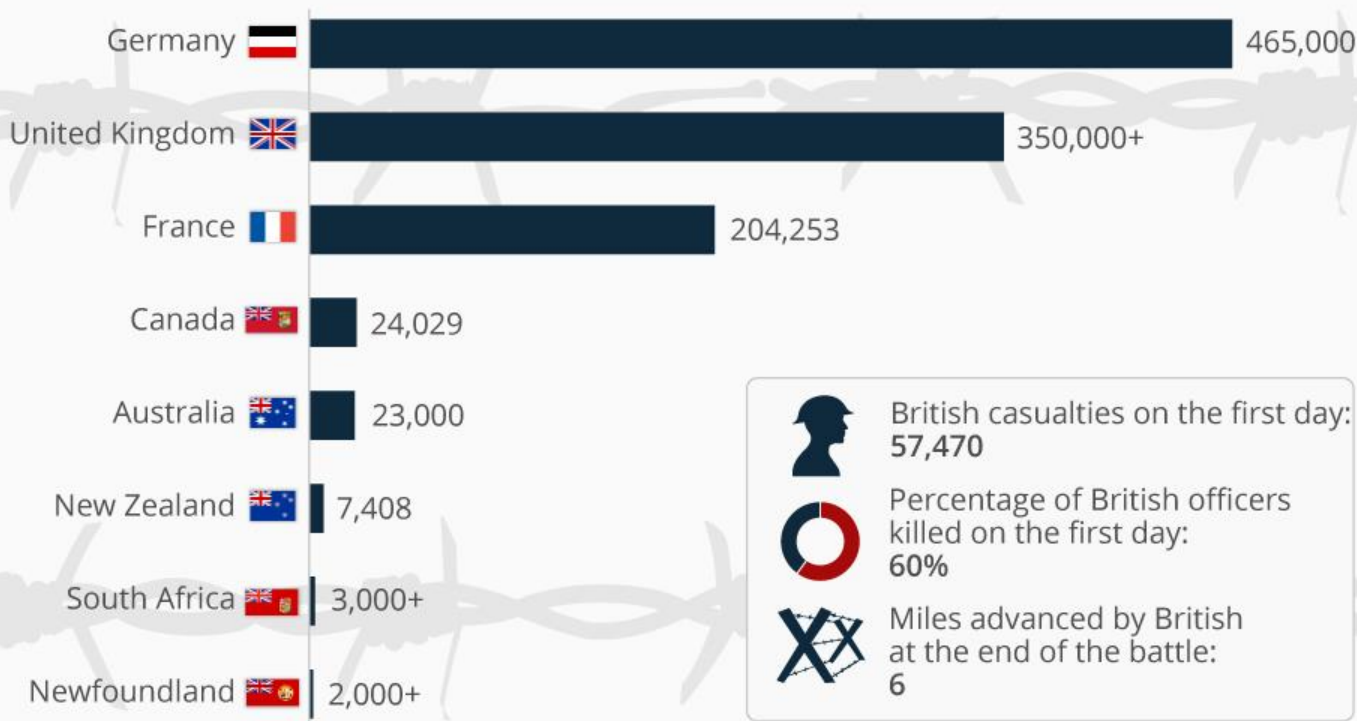 Germany 465,000
United Kingdom 350,000+
France 204,253
Canada 24,029
Australia 23,000
New Zealand 7,408
South Africa 3,000+
Newfoundland 2,000+
British casualties on the first day:
57,470
Percentage of British officers
killed on the first day:
60%
Miles advanced by British
at the end of the battle:
6